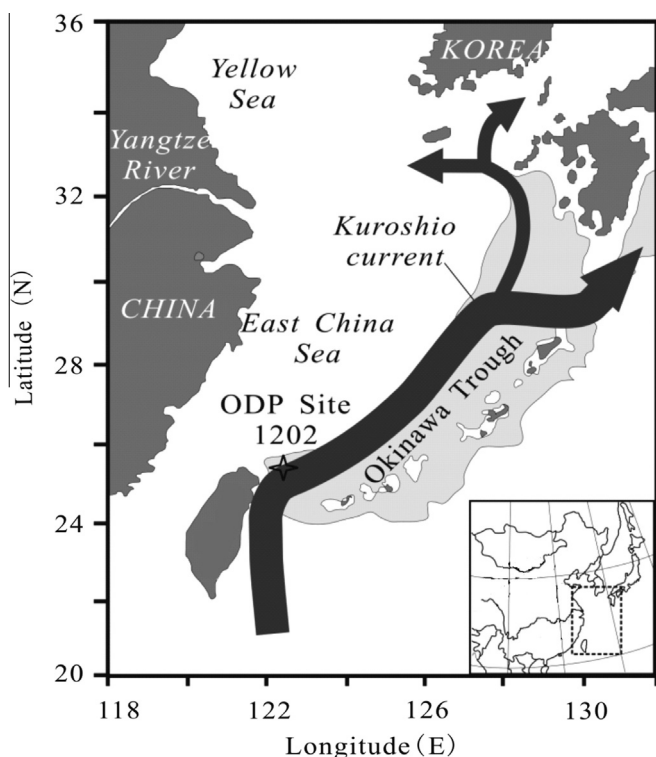 36
KOREA
Yellow
Sea
Yangtze
River
32
Kuroshio
current
CHINA
East China
Sea
Latitude (N)
28
ODP Site
1202
Okinawa Trough
24
20
118
122
126
130
Longitude (E)